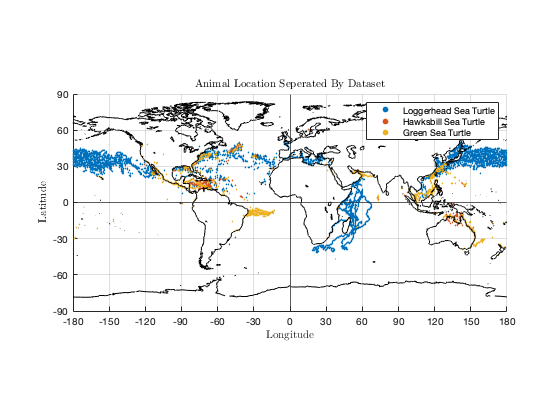 Animal Location Seperated By Dataset
Loggerhead Sea Turtle
Hawksbill Sea Turtle
Green Sea Turtle
Latitude
90
60
30
0
-30
-60
-90
-180 -150 -120 -90 -60 -30 0 30 60 90 120 150 180
Longitude